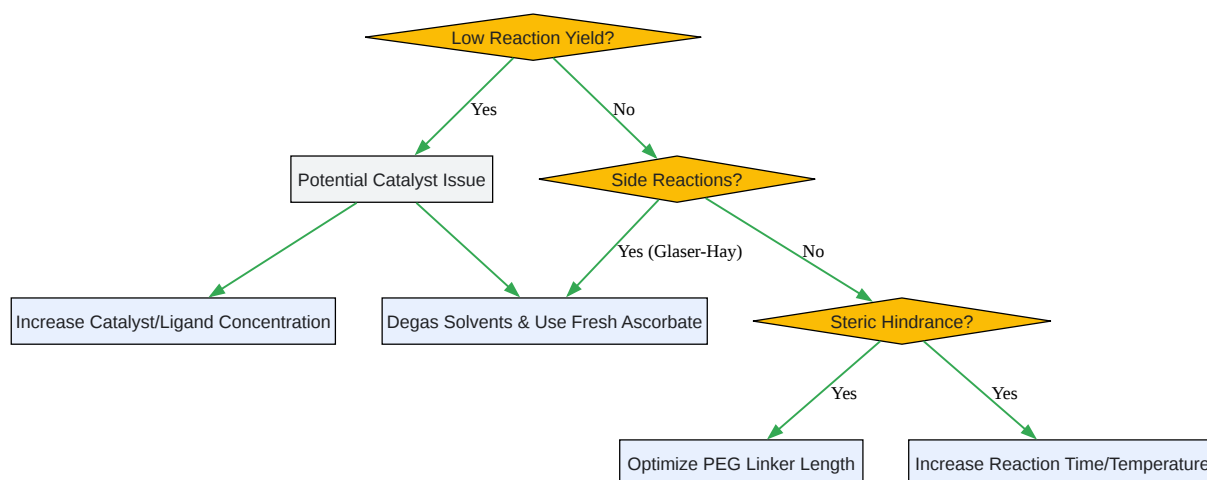 Low Reaction Yield?
Yes
No
Potential Catalyst Issue
Side Reactions?
Yes (Glaser-Hay)
No
Increase Catalyst/Ligand Concentration
Degas Solvents & Use Fresh Ascorbate
Steric Hindrance?
Yes
Yes
Optimize PEG Linker Length
Increase Reaction Time/Temperature